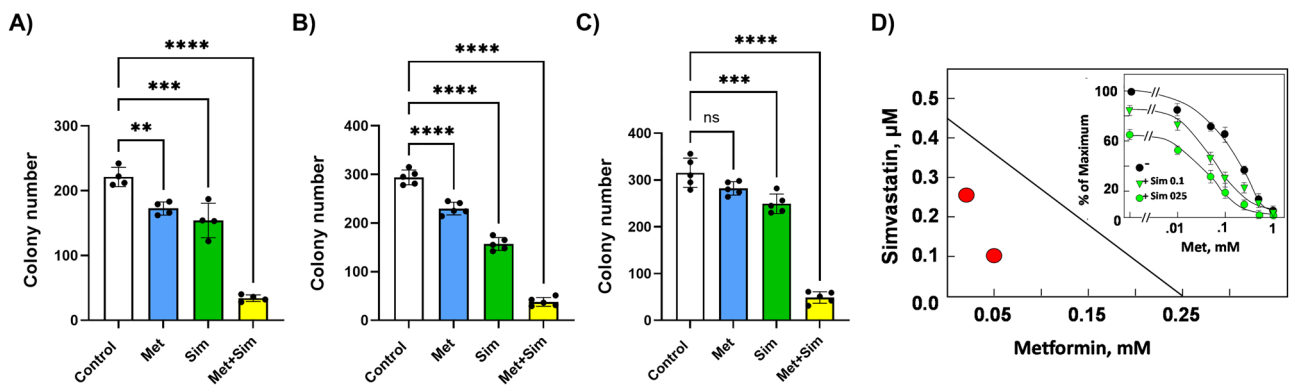 A)
Colony number
300
200
100
0
**
***
****
Control
Met
Sim
Met+Sim
B)
Colony number
400
300
200
100
0
****
****
****
Control
Met
Sim
Met+Sim
C)
Colony number
400
300
200
100
0
ns
***
****
Control
Met
Sim
Met+Sim
D)
Simvastatin, µM
0.5
0.4
0.3
0.2
0.1
0.0
0.05
0.15
0.25
Metformin, mM
% of Maximum
100
60
20
0
-
+ Sim 0.1
+ Sim 025
.01
.1
1
Met, mM